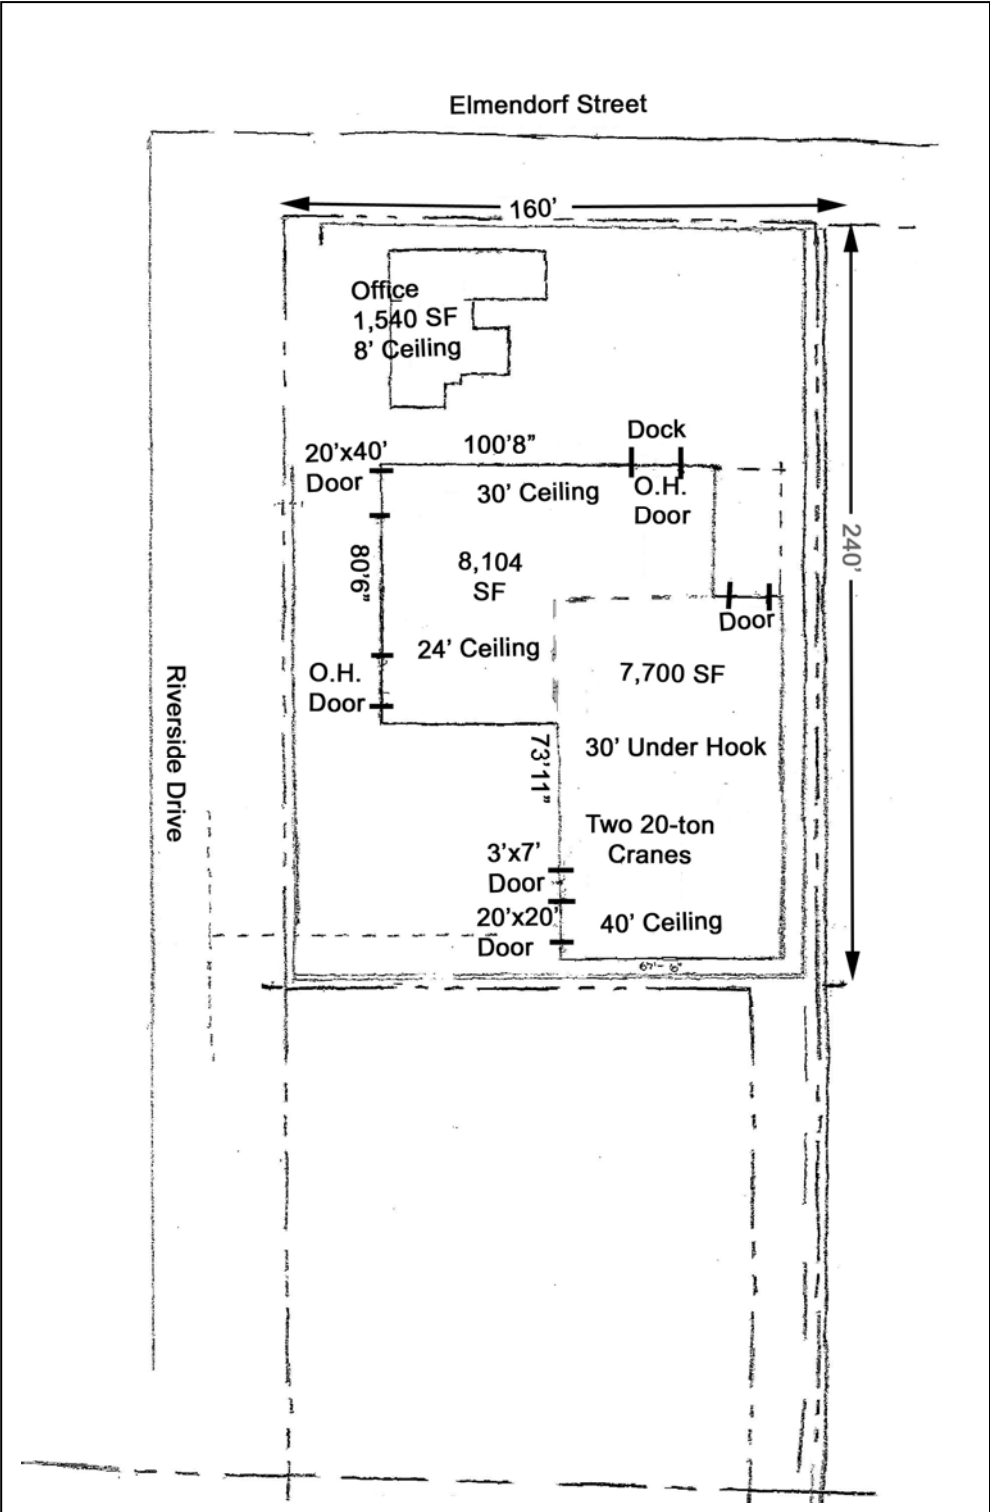 Elmendorf Street
160'
Office
1,540 SF
8' Ceiling
20'x40'
Door
100'8"
Dock
30' Ceiling
O.H.
Door
240'
80'6"
8,104
SF
Door
24' Ceiling
7,700 SF
O.H.
Door
Riverside Drive
73'11"
30' Under Hook
Two 20-ton
Cranes
3'x7'
Door
20'x20'
Door
40' Ceiling
67'-6"